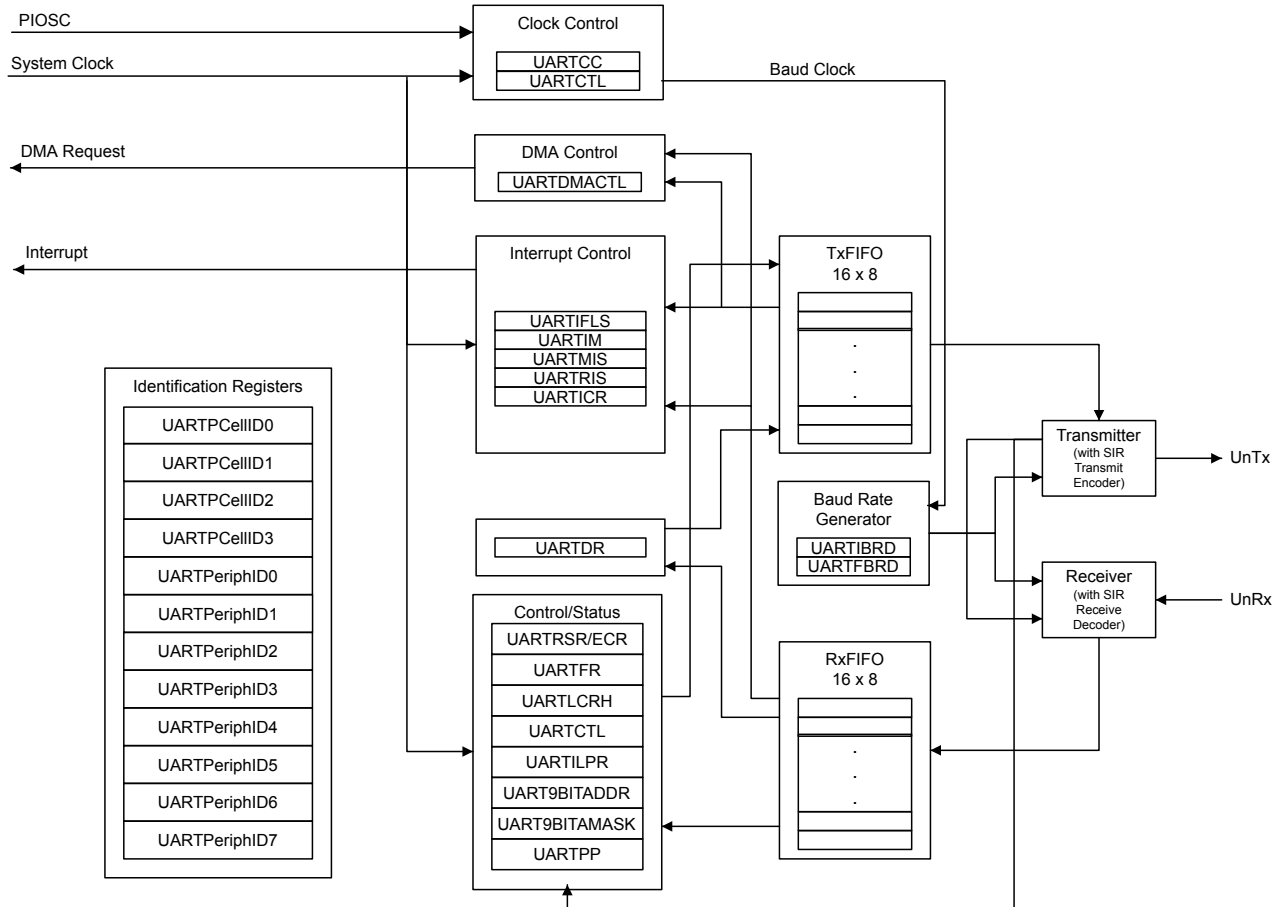 PIOSC
System Clock
Clock Control
UARTCC
UARTCTL
Baud Clock
DMA Request
DMA Control
UARTDMACTL
Interrupt
Interrupt Control
UARTIFLS
UARTIM
UARTMIS
UARTRIS
UARTICR
TxFIFO
16 x 8
.
.
.
Identification Registers
UARTPCellID0
UARTPCellID1
UARTPCellID2
UARTPCellID3
UARTPeriphID0
UARTPeriphID1
UARTPeriphID2
UARTPeriphID3
UARTPeriphID4
UARTPeriphID5
UARTPeriphID6
UARTPeriphID7
UARTDR
Baud Rate
Generator
UARTIBRD
UARTFBRD
Transmitter
(with SIR
Transmit
Encoder)
UnTx
Receiver
(with SIR
Receive
Decoder)
UnRx
Control/Status
UARTRSR/ECR
UARTFR
UARTLCRH
UARTCTL
UARTILPR
UART9BITADDR
UART9BITAMASK
UARTPP
RxFIFO
16 x 8
.
.
.